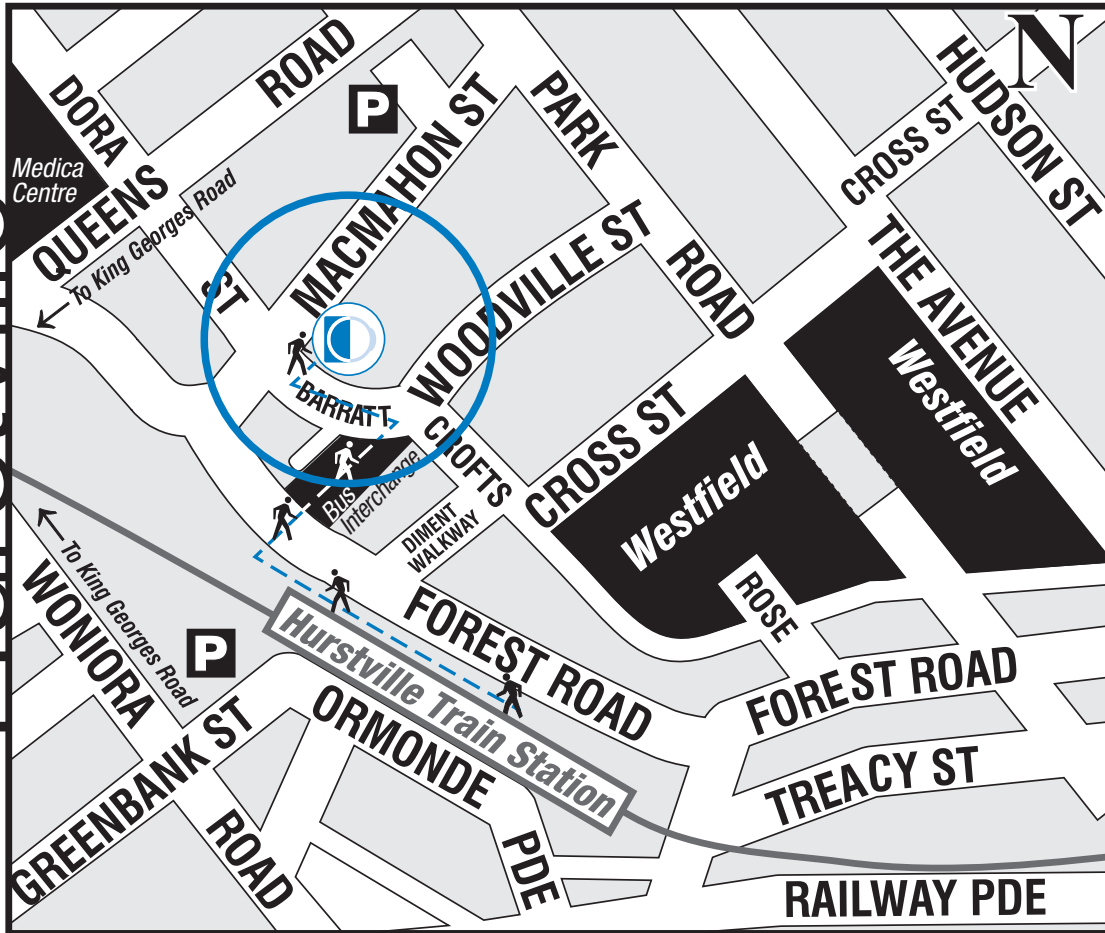 N
ROAD
DORA
P
MACMAHON ST
PARK
HUDSON ST
CROSS ST
Medica
Centre
QUEENS
To King Georges Road
ST
WOODVILLE ST
ROAD
THE AVENUE
BARRATT
CROFTS
CROSS ST
Westfield
Westfield
Bus
Interchange
DIMENT
WALKWAY
ROSE
To King Georges Road
WONIORA
P
FOREST ROAD
Hurstville Train Station
FOREST ROAD
ORMONDE
GREENBANK ST
TREACY ST
ROAD
PDE
RAILWAY PDE